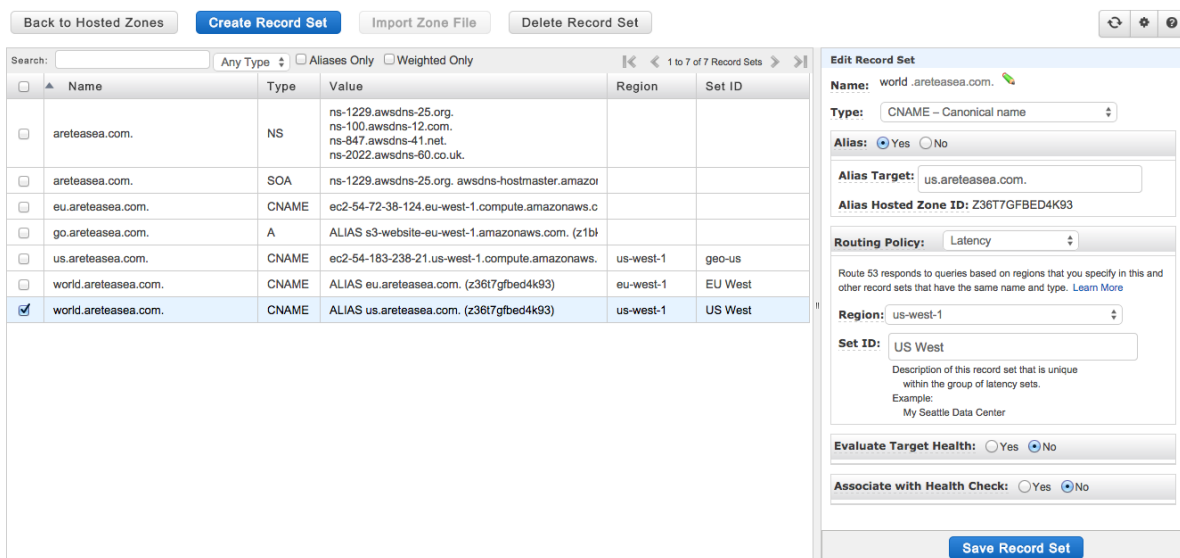 Back to Hosted Zones Create Record Set Import Zone File Delete Record Set
Search: Any Type Aliases Only Weighted Only 1 to 7 of 7 Record Sets
Name Type Value Region Set ID
areteasea.com. NS ns-1229.awsdns-25.org.
ns-100.awsdns-12.com.
ns-847.awsdns-41.net.
ns-2022.awsdns-60.co.uk.
areteasea.com. SOA ns-1229.awsdns-25.org. awsdns-hostmaster.amazon
eu.areteasea.com. CNAME ec2-54-72-38-124.eu-west-1.compute.amazonaws.c
go.areteasea.com. A ALIAS s3-website-eu-west-1.amazonaws.com. (z1bk
us.areteasea.com. CNAME ec2-54-183-238-21.us-west-1.compute.amazonaws. us-west-1 geo-us
world.areteasea.com. CNAME ALIAS eu.areteasea.com. (z36t7gfbed4k93) eu-west-1 EU West
world.areteasea.com. CNAME ALIAS us.areteasea.com. (z36t7gfbed4k93) us-west-1 US West
Edit Record Set
Name: world .areteasea.com.
Type: CNAME – Canonical name
Alias: Yes No
Alias Target: us.areteasea.com.
Alias Hosted Zone ID: Z36T7GFBED4K93
Routing Policy: Latency
Route 53 responds to queries based on regions that you specify in this and
other record sets that have the same name and type. Learn More
Region: us-west-1
Set ID: US West
Description of this record set that is unique
within the group of latency sets.
Example:
My Seattle Data Center
Evaluate Target Health: Yes No
Associate with Health Check: Yes No
Save Record Set